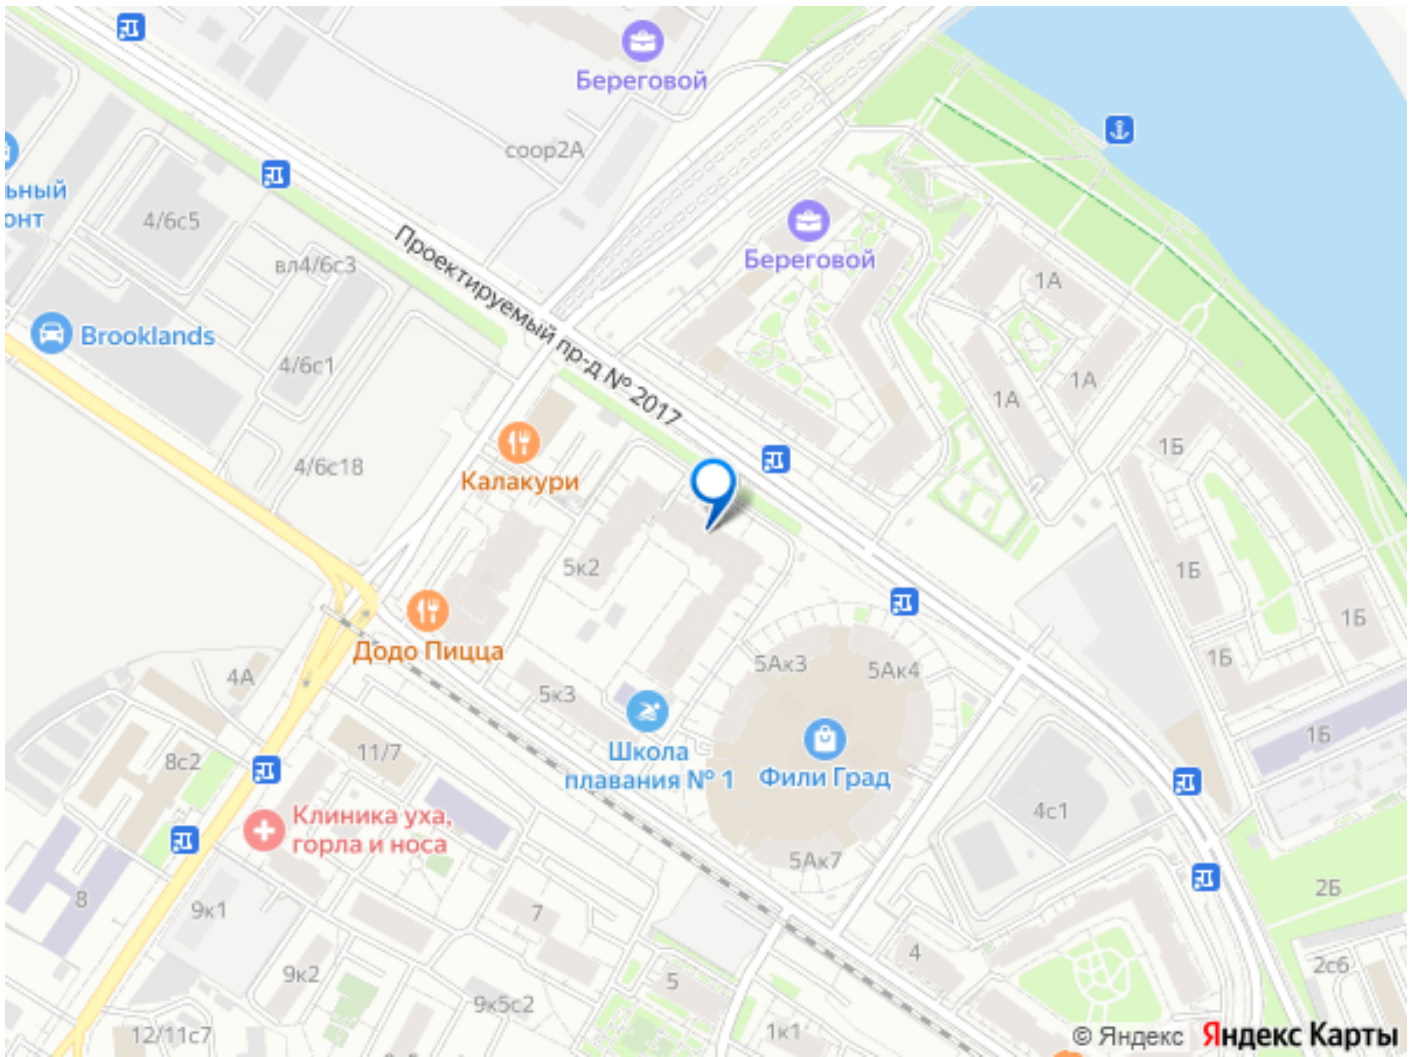 Береговой
соор2А
ьный
онт
4/6с5
Проектируемый пр-д № 2017
Береговой
вл4/6с3
1А
Brooklands
4/6с1
1А
1А
1Б
4/6с18
Калакури
5к2
1Б
1Б
Додо Пицца
5Ак3
5Ак4
1Б
4А
5к3
1Б
8с2
11/7
Школа
плавания № 1
Фили Град
4с1
Клиника уха,
горла и носа
5Ак7
8
9к1
7
2Б
4
9к2
5
2с6
9к5с2
12/11с7
1к1
© Яндекс
Яндекс Карты